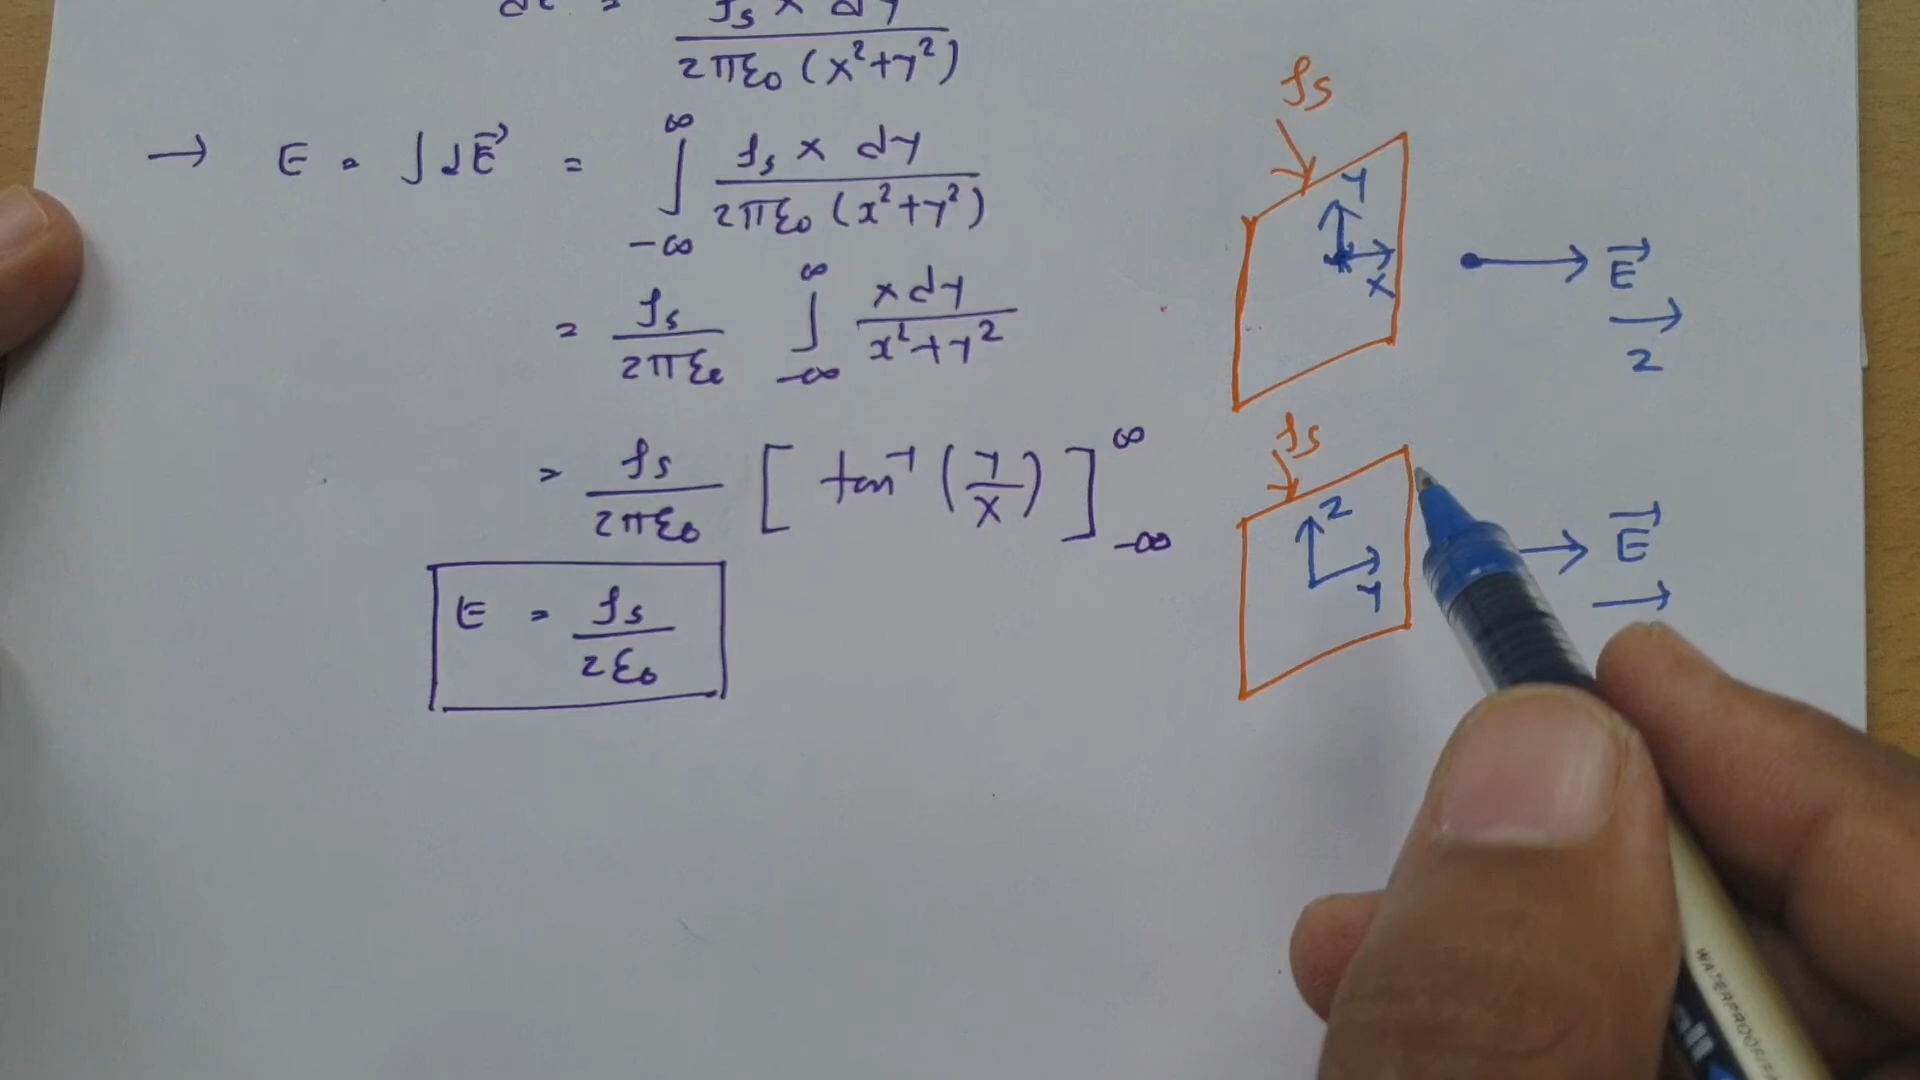 dE = ρs x dy / 2πε0 (x²+y²)
→ E = ∫dE⃗ = ∫_{-∞}^{∞} ρs x dy / 2πε0 (x²+y²)
= ρs / 2πε0 ∫_{-∞}^{∞} x dy / x²+y²
= ρs / 2πε0 [ tan⁻¹ (y/x) ]_{-∞}^{∞}
E = ρs / 2ε0
ρs
Y
X
E⃗
z
ρs
z
Y
E⃗
WATERPROOF